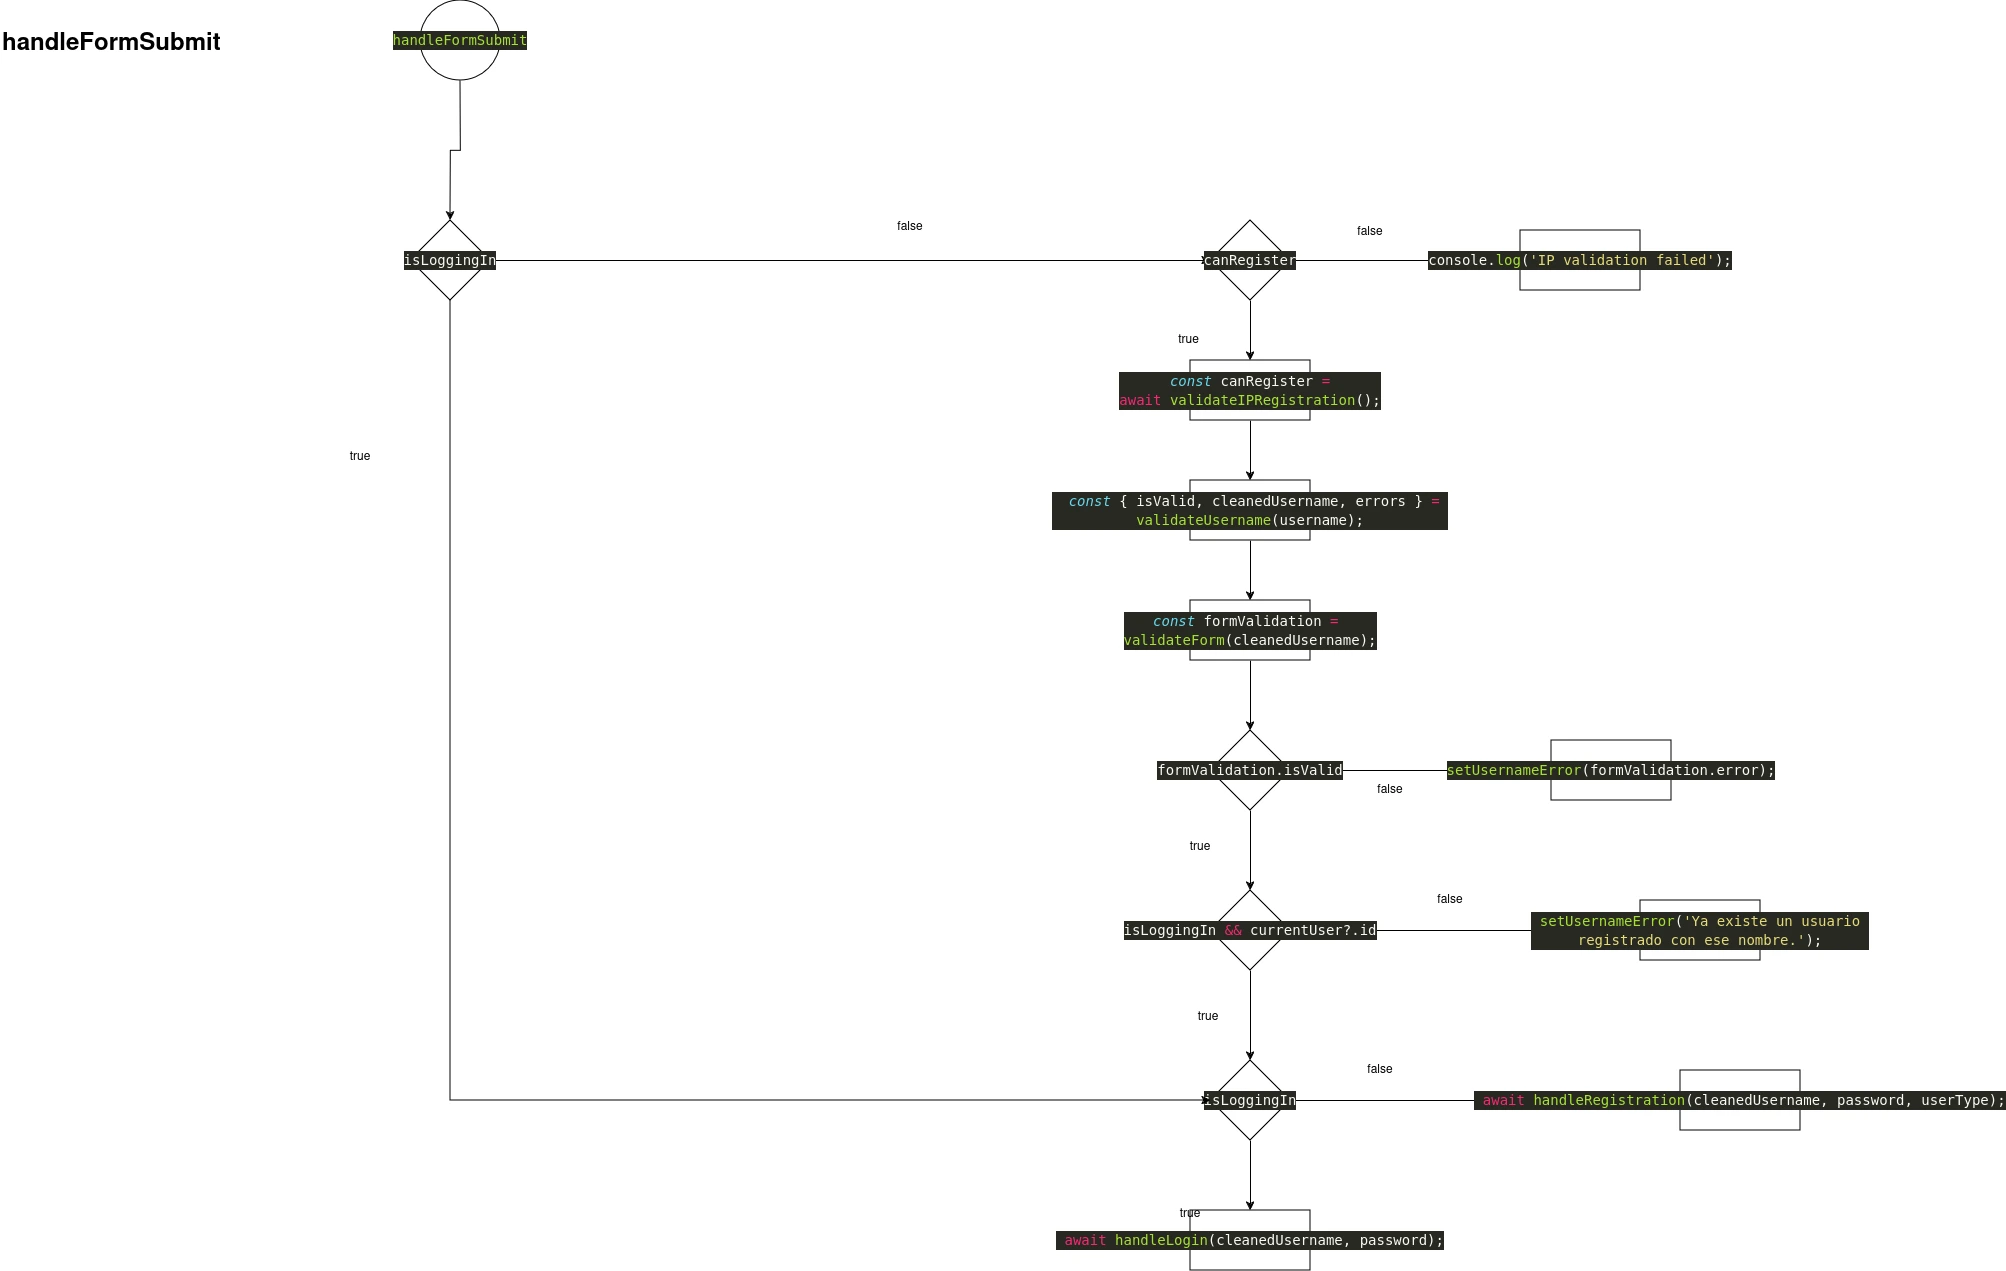 handleFormSubmit
handleFormSubmit
isLoggingIn
false
canRegister
false
console.log('IP validation failed');
true
const canRegister =
await validateIPRegistration();
true
const { isValid, cleanedUsername, errors } =
validateUsername(username);
const formValidation =
validateForm(cleanedUsername);
formValidation.isValid
false
setUsernameError(formValidation.error);
true
isLoggingIn && currentUser?.id
false
setUsernameError('Ya existe un usuario
registrado con ese nombre.');
true
isLoggingIn
false
await handleRegistration(cleanedUsername, password, userType);
true
await handleLogin(cleanedUsername, password);